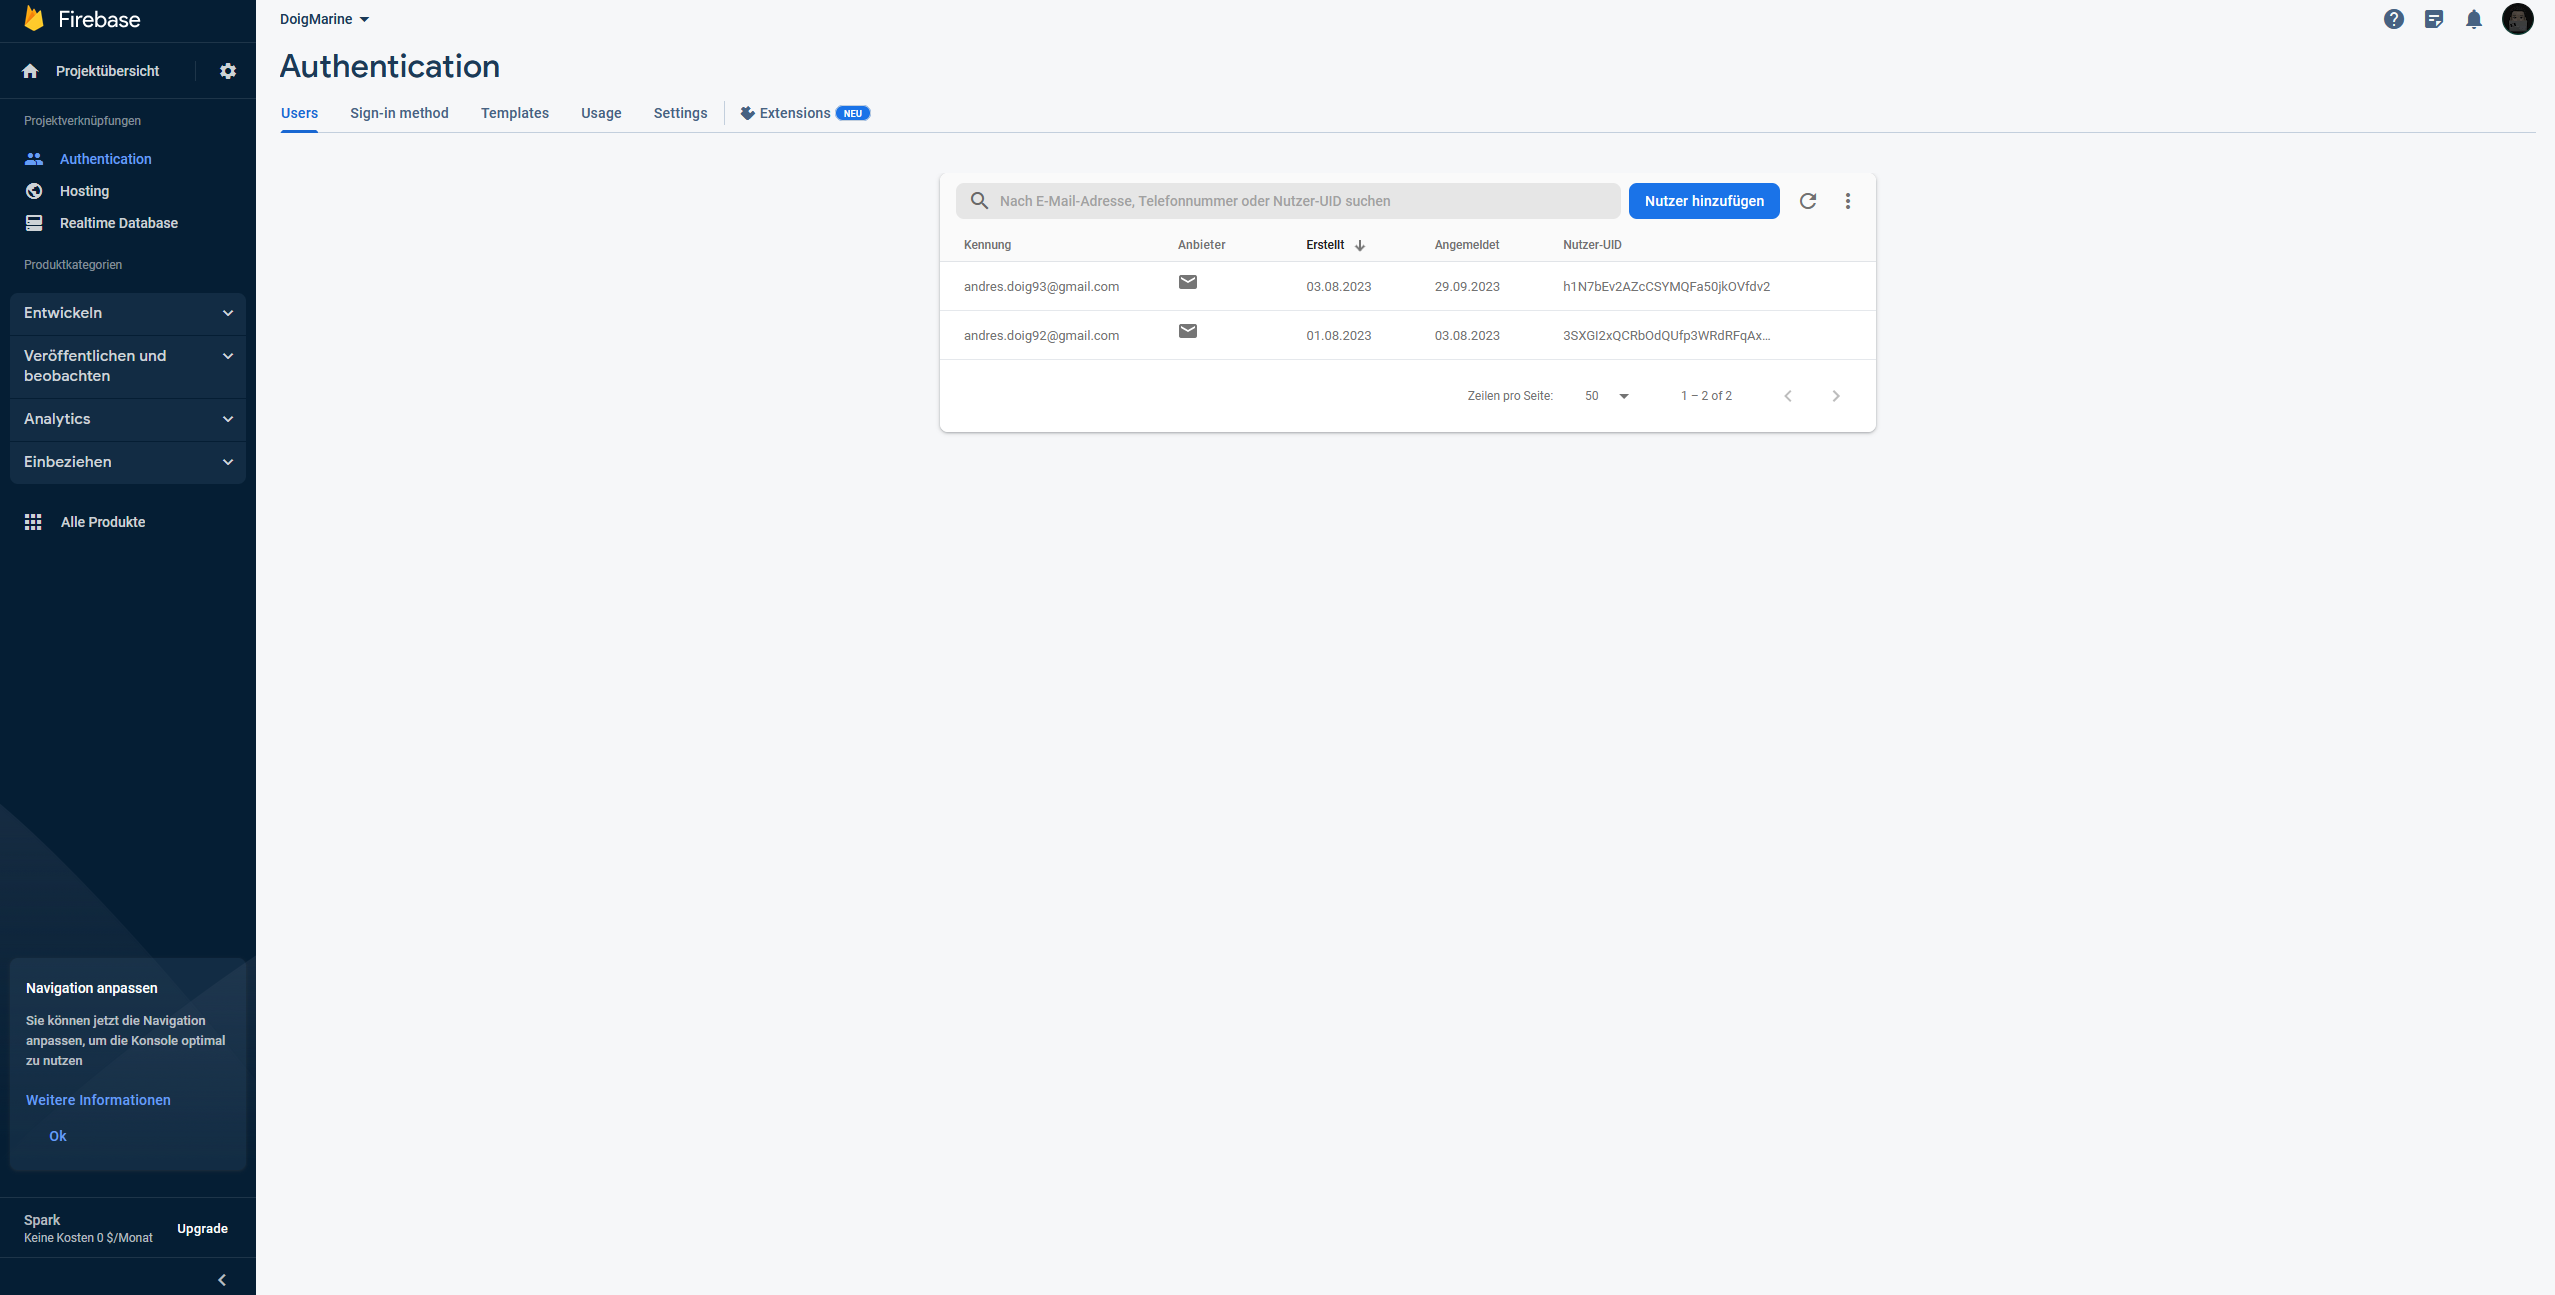 Firebase
DoigMarine
Projektübersicht
Authentication
Users Sign-in method Templates Usage Settings Extensions NEU
Projektverknüpfungen
Authentication
Hosting
Realtime Database
Produktkategorien
Entwickeln
Veröffentlichen und
beobachten
Analytics
Einbeziehen
Alle Produkte
Nach E-Mail-Adresse, Telefonnummer oder Nutzer-UID suchen Nutzer hinzufügen
Kennung Anbieter Erstellt Angemeldet Nutzer-UID
andres.doig93@gmail.com 03.08.2023 29.09.2023 h1N7bEv2AZcCSYMQFa50jkOVfdv2
andres.doig92@gmail.com 01.08.2023 03.08.2023 3SXGI2xQCRbOdQUfp3WRdRFqAx...
Zeilen pro Seite: 50 1 – 2 of 2
Navigation anpassen
Sie können jetzt die Navigation
anpassen, um die Konsole optimal
zu nutzen
Weitere Informationen
Ok
Spark
Keine Kosten 0 $/Monat
Upgrade